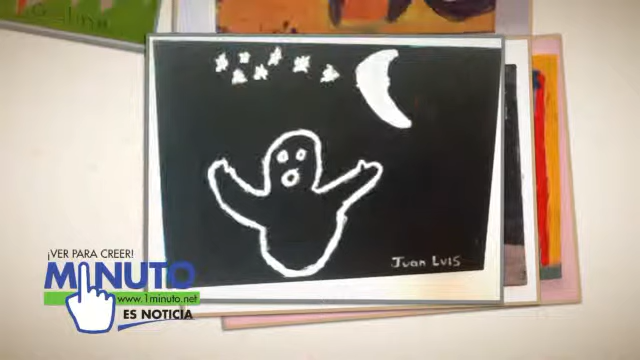 Juan Luis
¡VER PARA CREER!
MINUTO
www.1minuto.net
ES NOTICIA